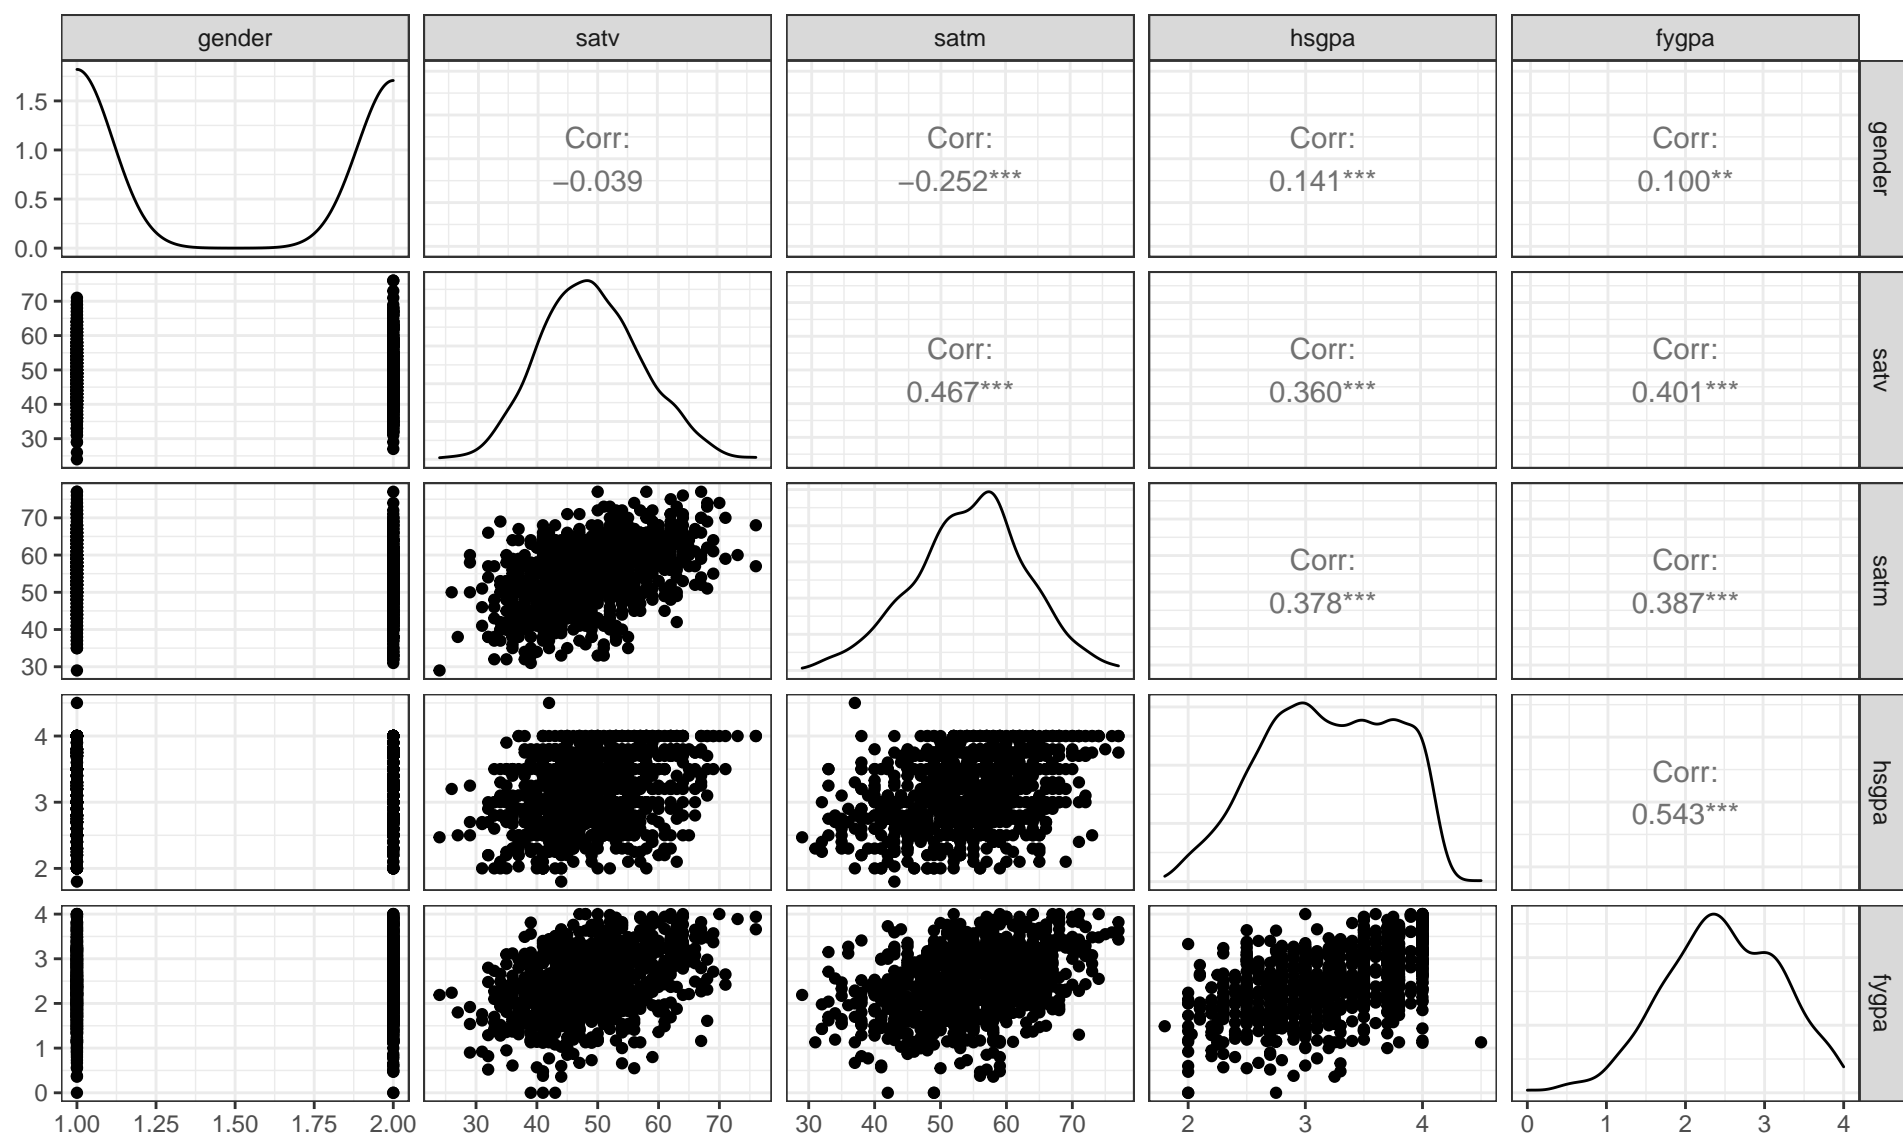 gender satv satm hsgpa fygpa
1.5
1.0
0.5
0.0
Corr:
−0.039
Corr:
−0.252***
Corr:
0.141***
Corr:
0.100**
gender
70
60
50
40
30
Corr:
0.467***
Corr:
0.360***
Corr:
0.401***
satv
70
60
50
40
30
Corr:
0.378***
Corr:
0.387***
satm
4
3
2
Corr:
0.543***
hsgpa
4
3
2
1
0
fygpa
1.00 1.25 1.50 1.75 2.00 30 40 50 60 70 30 40 50 60 70 2 3 4 0 1 2 3 4